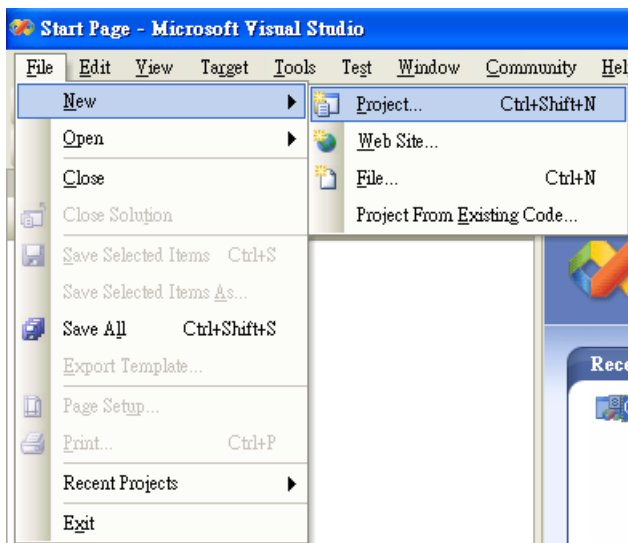 Start Page - Microsoft Visual Studio
File Edit View Target Tools Test Window Community Hel
New
Project... Ctrl+Shift+N
Open
Web Site...
Close
File... Ctrl+N
Close Solution
Project From Existing Code...
Save Selected Items Ctrl+S
Save Selected Items As...
Save All Ctrl+Shift+S
Export Template...
Rece
Page Setup...
Print... Ctrl+P
Recent Projects
Exit